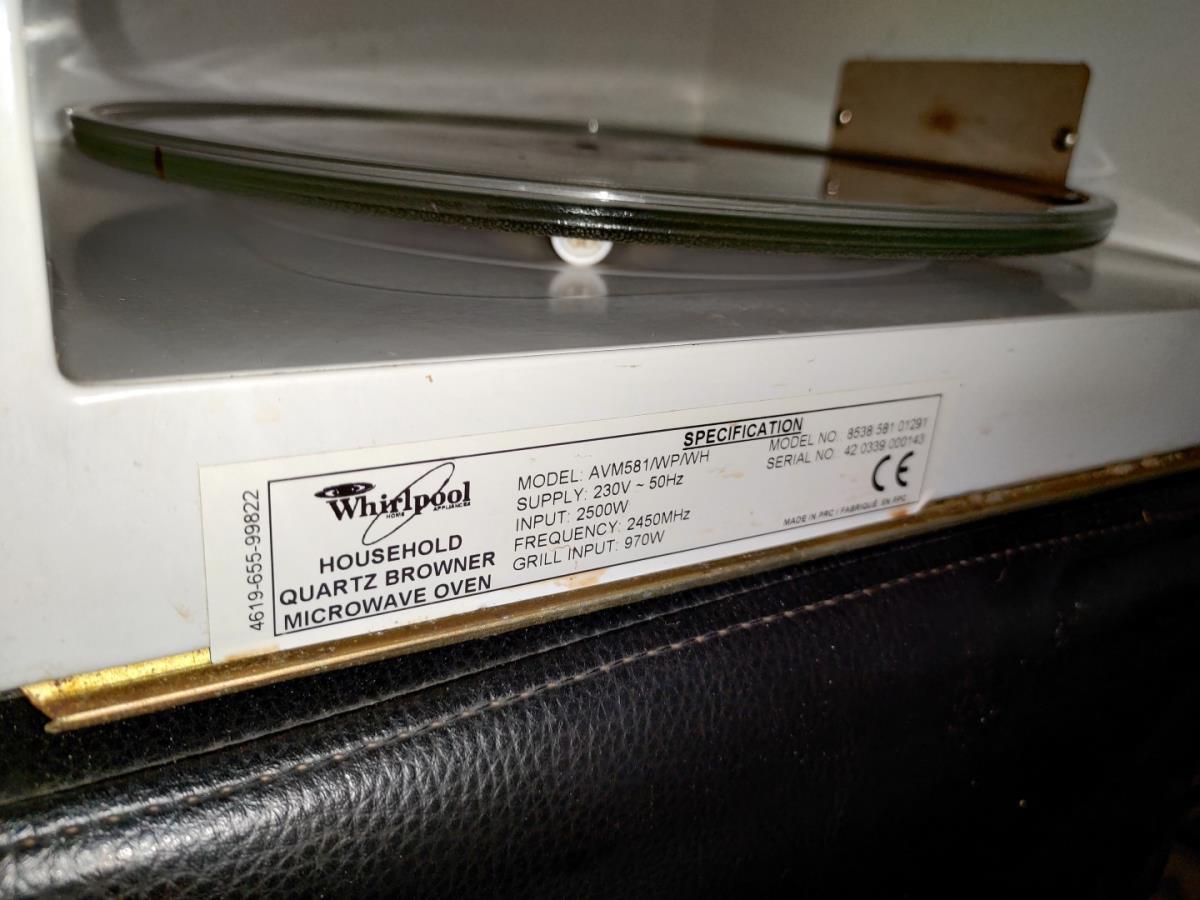 4619-655-99822
Whirlpool
HOME APPLIANCES
HOUSEHOLD
QUARTZ BROWNER
MICROWAVE OVEN
SPECIFICATION
MODEL: AVM581/WP/WH
SUPPLY: 230V ~ 50Hz
INPUT: 2500W
FREQUENCY: 2450MHz
GRILL INPUT: 970W
MODEL NO: 8538 581 01291
SERIAL NO: 42 0339 000143
CE
MADE IN PRC / FABRIQUÉ EN RPC